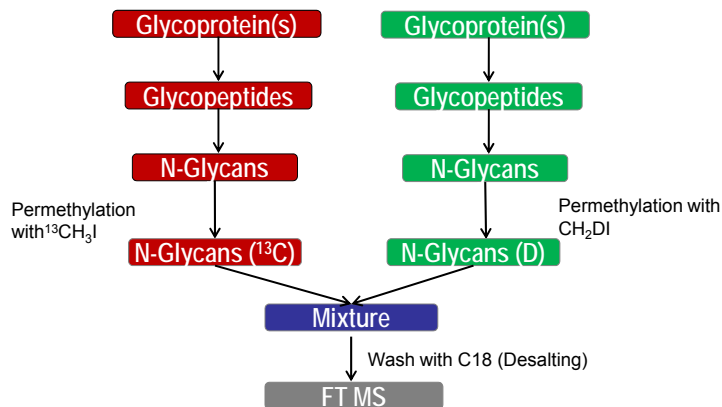 Glycoprotein(s)
Glycoprotein(s)
Glycopeptides
Glycopeptides
N-Glycans
N-Glycans
Permethylation
with¹³CH₃I
Permethylation with
CH₂DI
N-Glycans (¹³C)
N-Glycans (D)
Mixture
Wash with C18 (Desalting)
FT MS